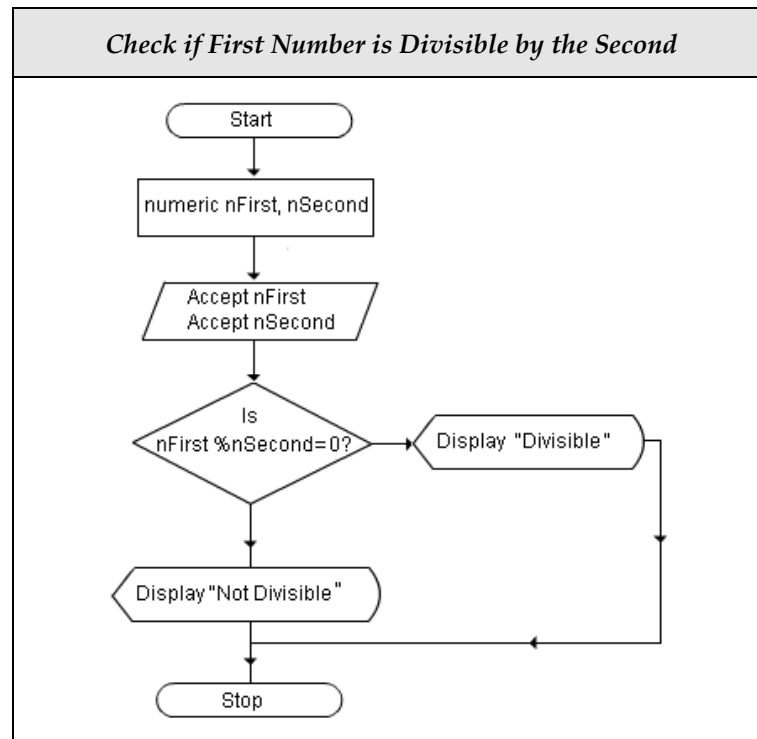 Check if First Number is Divisible by the Second
Start
numeric nFirst, nSecond
Accept nFirst
Accept nSecond
Is
nFirst %nSecond=0?
Display "Divisible"
Display "Not Divisible"
Stop